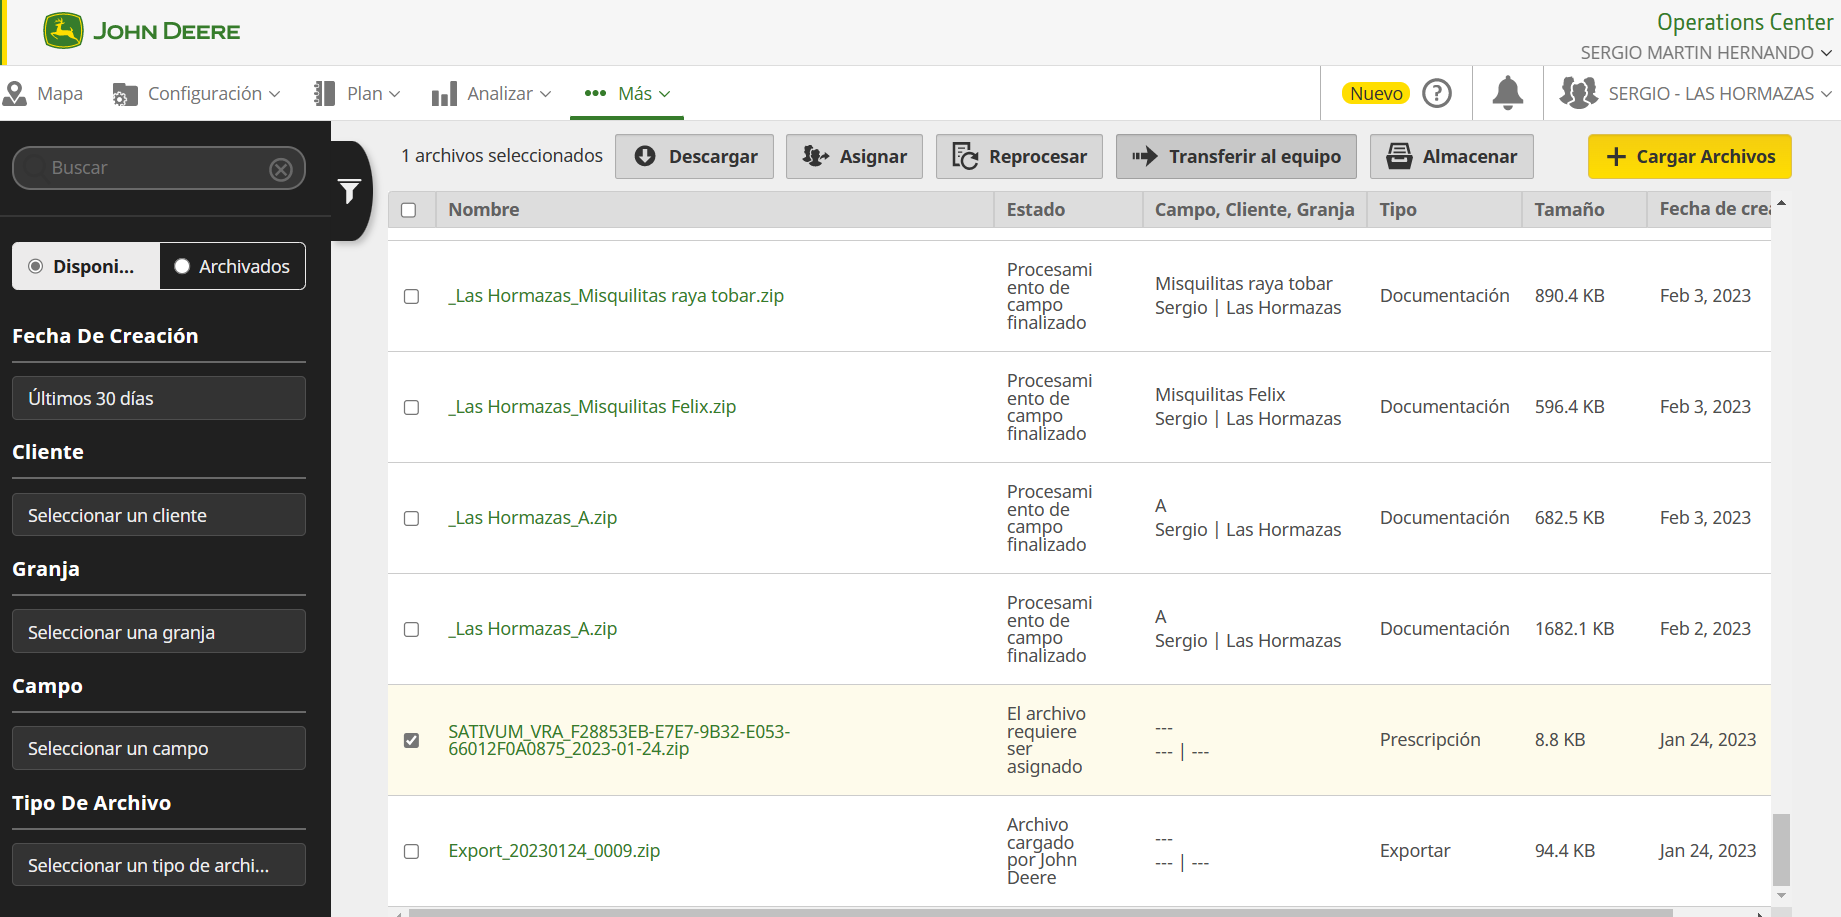 JOHN DEERE
Operations Center
SERGIO MARTIN HERNANDO
Mapa
Configuración
Plan
Analizar
Más
Nuevo
?
SERGIO - LAS HORMAZAS
Buscar
Disponi...
Archivados
Fecha De Creación
Últimos 30 días
Cliente
Seleccionar un cliente
Granja
Seleccionar una granja
Campo
Seleccionar un campo
Tipo De Archivo
Seleccionar un tipo de archi...
1 archivos seleccionados
Descargar
Asignar
Reprocesar
Transferir al equipo
Almacenar
+ Cargar Archivos
Nombre
Estado
Campo, Cliente, Granja
Tipo
Tamaño
Fecha de crea
_Las Hormazas_Misquilitas raya tobar.zip
Procesami
ento de
campo
finalizado
Misquilitas raya tobar
Sergio | Las Hormazas
Documentación
890.4 KB
Feb 3, 2023
_Las Hormazas_Misquilitas Felix.zip
Procesami
ento de
campo
finalizado
Misquilitas Felix
Sergio | Las Hormazas
Documentación
596.4 KB
Feb 3, 2023
_Las Hormazas_A.zip
Procesami
ento de
campo
finalizado
A
Sergio | Las Hormazas
Documentación
682.5 KB
Feb 3, 2023
_Las Hormazas_A.zip
Procesami
ento de
campo
finalizado
A
Sergio | Las Hormazas
Documentación
1682.1 KB
Feb 2, 2023
SATIVUM_VRA_F28853EB-E7E7-9B32-E053-
66012F0A0875_2023-01-24.zip
El archivo
requiere
ser
asignado
---
--- | ---
Prescripción
8.8 KB
Jan 24, 2023
Export_20230124_0009.zip
Archivo
cargado
por John
Deere
---
--- | ---
Exportar
94.4 KB
Jan 24, 2023